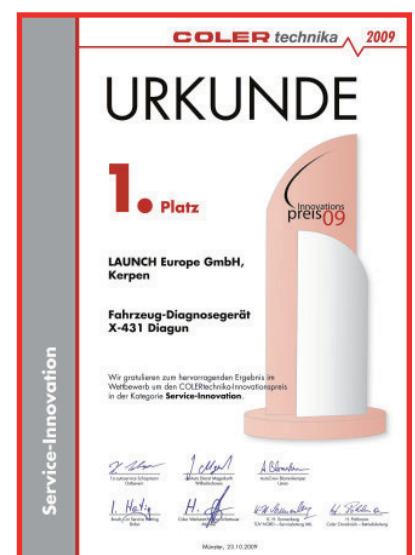 COLER technika 2009
URKUNDE
1. Platz
Innovations
preis09
LAUNCH Europe GmbH,
Kerpen
Fahrzeug-Diagnosegerät
X-431 Diagun
Wir gratulieren zum hervorragenden Ergebnis im
Wettbewerb um den COLERtechnika-Innovationspreis
in der Kategorie Service-Innovation.
Service-Innovation
Münster, 23.10.2009